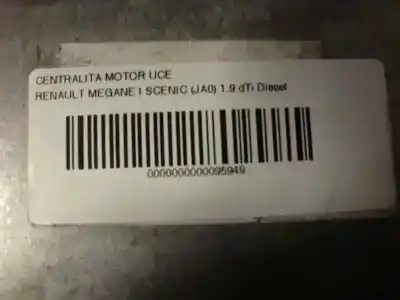 CENTRALITA MOTOR UCE
RENAULT MEGANE I SCENIC (JA0) 1.9 dTi Diesel
0000000000095949